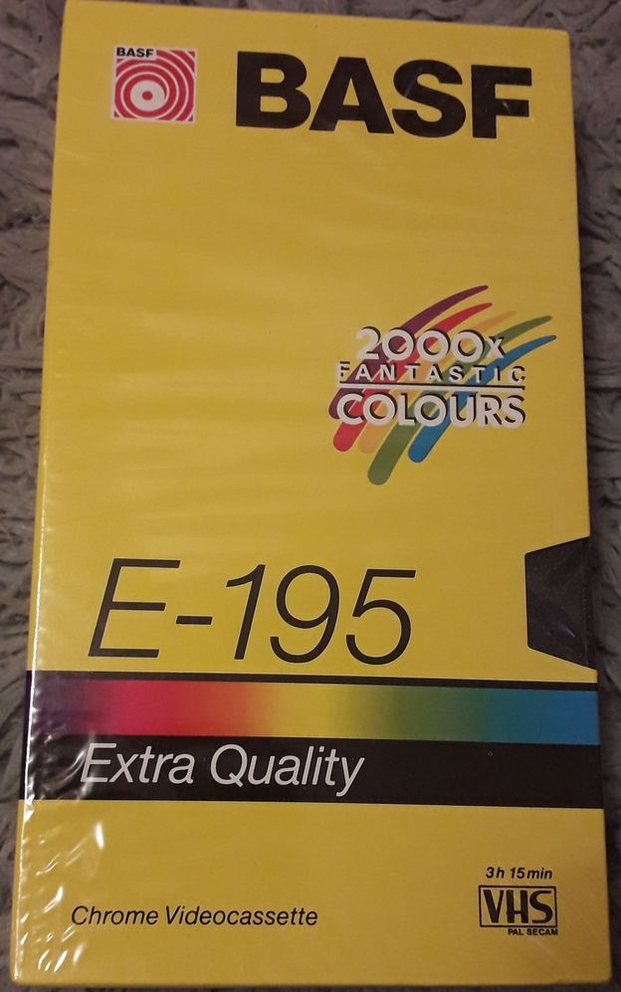 BASF
BASF
2000x
FANTASTIC
COLOURS
E-195
Extra Quality
3h 15min
Chrome Videocassette
VHS
PAL SECAM